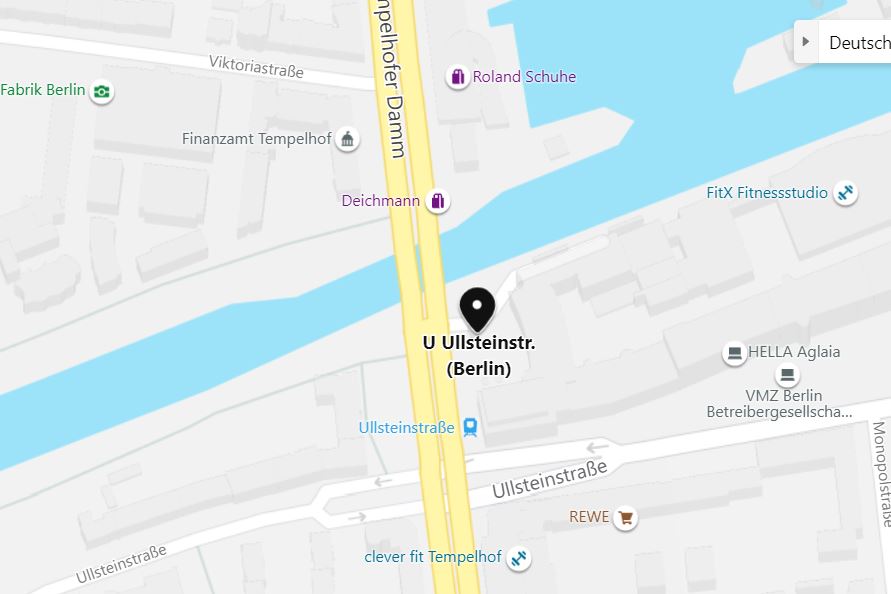 mpelhofer Damm
Deutsch
Viktoriastraße
Roland Schuhe
Fabrik Berlin
Finanzamt Tempelhof
FitX Fitnessstudio
Deichmann
U Ullsteinstr.
(Berlin)
HELLA Aglaia
VMZ Berlin
Betreibergesellscha...
Ullsteinstraße
Monopolstraße
Ullsteinstraße
REWE
clever fit Tempelhof
Ullsteinstraße